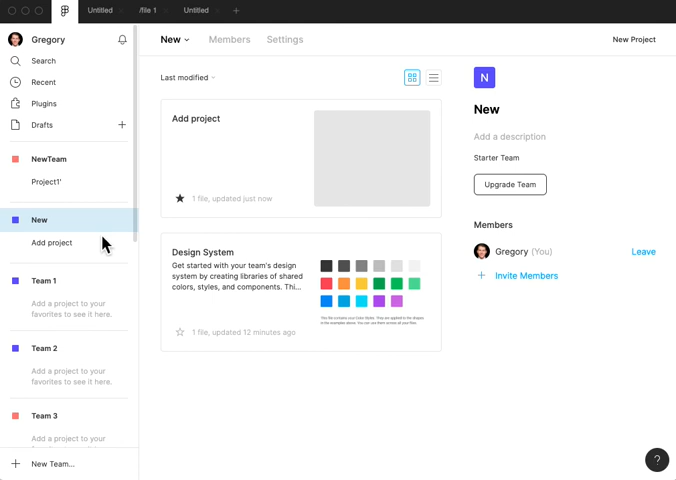 Untitled
/file 1
Untitled
Gregory
Search
Recent
Plugins
Drafts
NewTeam
Project1'
New
Add project
Team 1
Add a project to your
favorites to see it here.
Team 2
Add a project to your
favorites to see it here.
Team 3
Add a project to your
New Team...
New
Members
Settings
New Project
Last modified
Add project
1 file, updated just now
Design System
Get started with your team's design
system by creating libraries of shared
colors, styles, and components. Thi...
1 file, updated 12 minutes ago
N
New
Add a description
Starter Team
Upgrade Team
Members
Gregory (You)
Leave
Invite Members
?